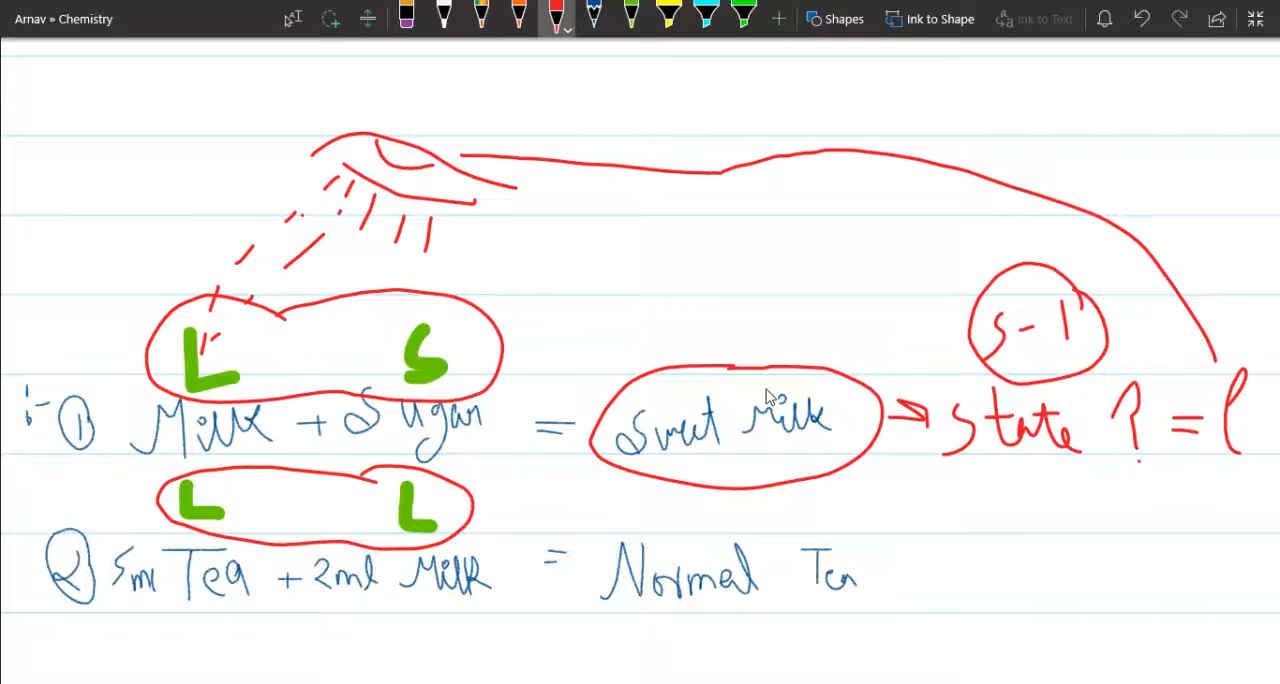 Arnav » Chemistry
Shapes Ink to Shape Ink to Text
S - l
L S
① Milk + Sugar = Sweet Milk → State ? = l
L L
② 5ml Tea + 2ml Milk = Normal Tea